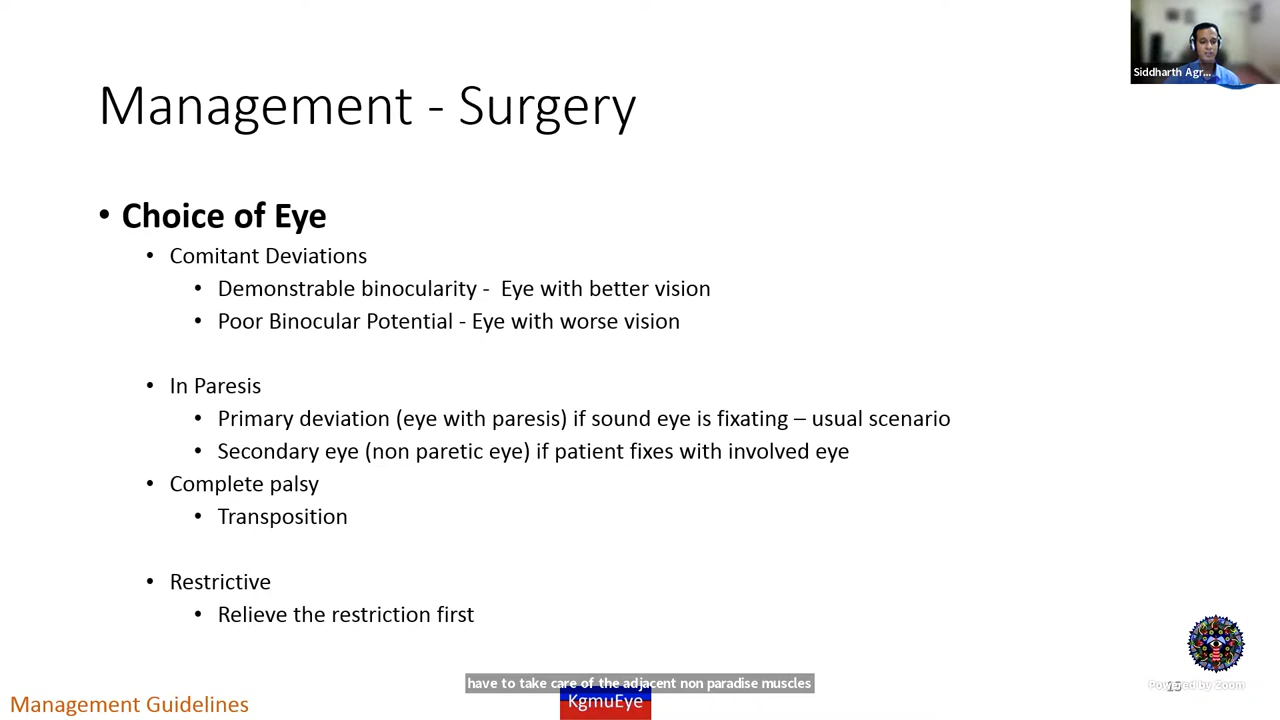 Siddharth Agr...
Management - Surgery
• Choice of Eye
• Comitant Deviations
• Demonstrable binocularity -  Eye with better vision
• Poor Binocular Potential - Eye with worse vision
• In Paresis
• Primary deviation (eye with paresis) if sound eye is fixating – usual scenario
• Secondary eye (non paretic eye) if patient fixes with involved eye
• Complete palsy
• Transposition
• Restrictive
• Relieve the restriction first
have to take care of the adjacent non paradise muscles
Powered by Zoom
Management Guidelines
KgmuEye